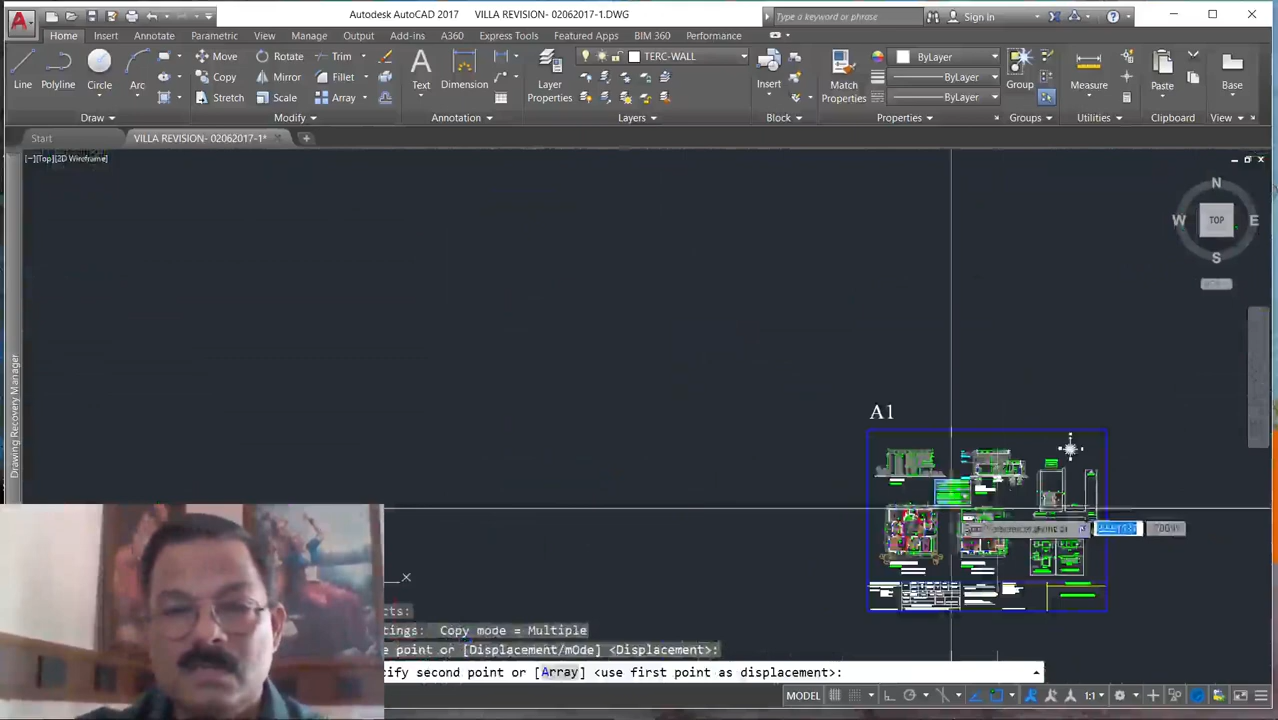 Autodesk AutoCAD 2017 VILLA REVISION- 02062017-1.DWG
Type a keyword or phrase
Sign In
Home Insert Annotate Parametric View Manage Output Add-ins A360 Express Tools Featured Apps BIM 360 Performance
Line Polyline Circle Arc
Move Rotate Trim
Copy Mirror Fillet
Stretch Scale Array
Text Dimension
Layer Properties
TERC-WALL
Insert
Match Properties
ByLayer
ByLayer
ByLayer
Group
Measure
Paste
Base
Draw Modify Annotation Layers Block Properties Groups Utilities Clipboard View
Start VILLA REVISION- 02062017-1*
[−][Top][2D Wireframe]
N
W TOP E
S
Drawing Recovery Manager
A1
cts:
tings: Copy mode = Multiple
e point or [Displacement/mOde] <Displacement>:
ify second point or [Array] <use first point as displacement>:
MODEL 1:1